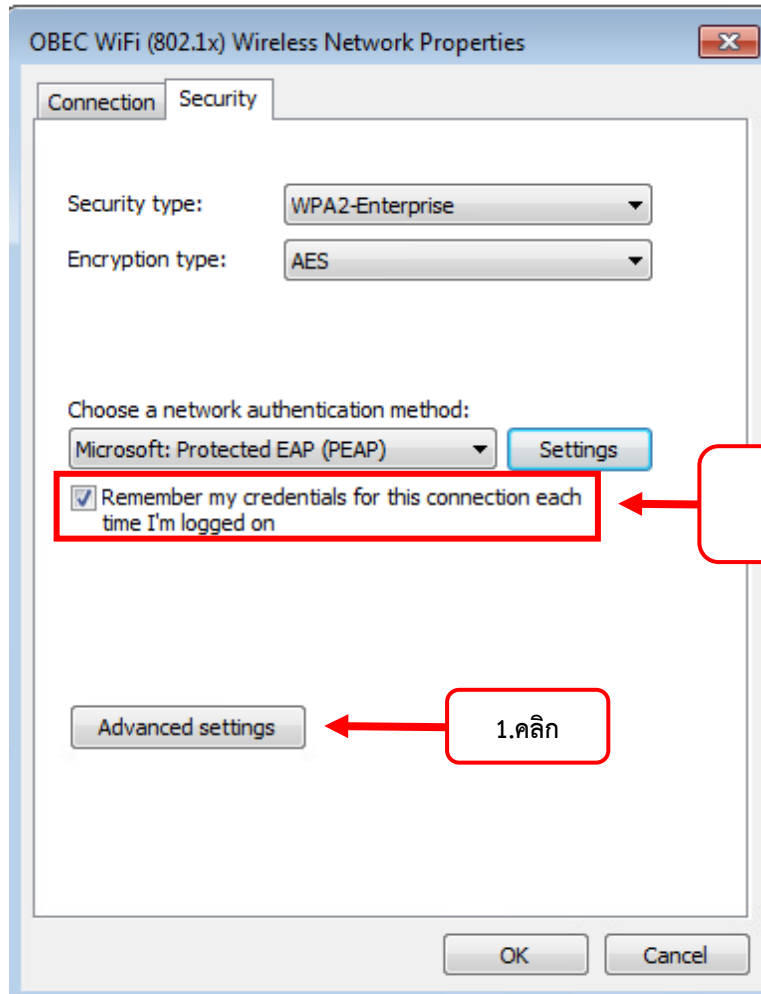 OBEC WiFi (802.1x) Wireless Network Properties
Connection Security
Security type: WPA2-Enterprise
Encryption type: AES
Choose a network authentication method:
Microsoft: Protected EAP (PEAP) Settings
Remember my credentials for this connection each
time I'm logged on
Advanced settings 1.คลิก
OK Cancel